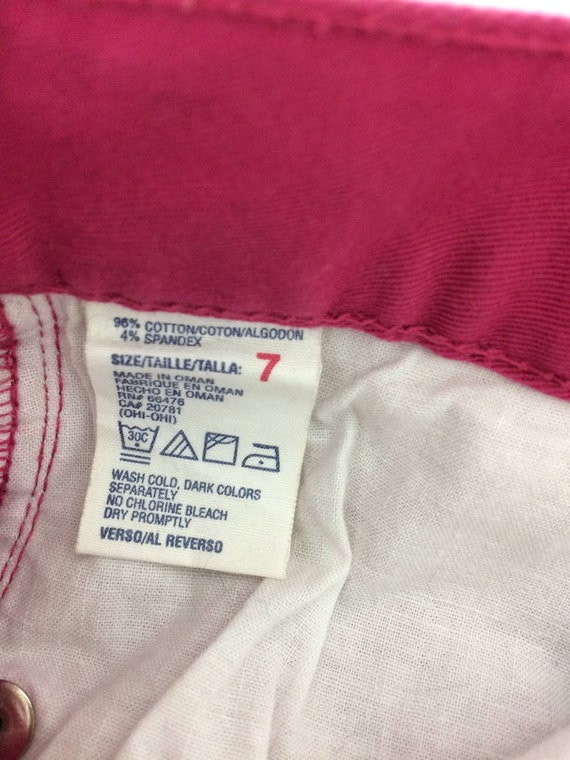 96% COTTON/COTON/ALGODON
4% SPANDEX
SIZE/TAILLE/TALLA: 7
MADE IN OMAN
FABRIQUE EN OMAN
HECHO EN OMAN
RN# 66476
CA# 20781
(OHI-OHI)
30C
WASH COLD, DARK COLORS
SEPARATELY
NO CHLORINE BLEACH
DRY PROMPTLY
VERSO/AL REVERSO